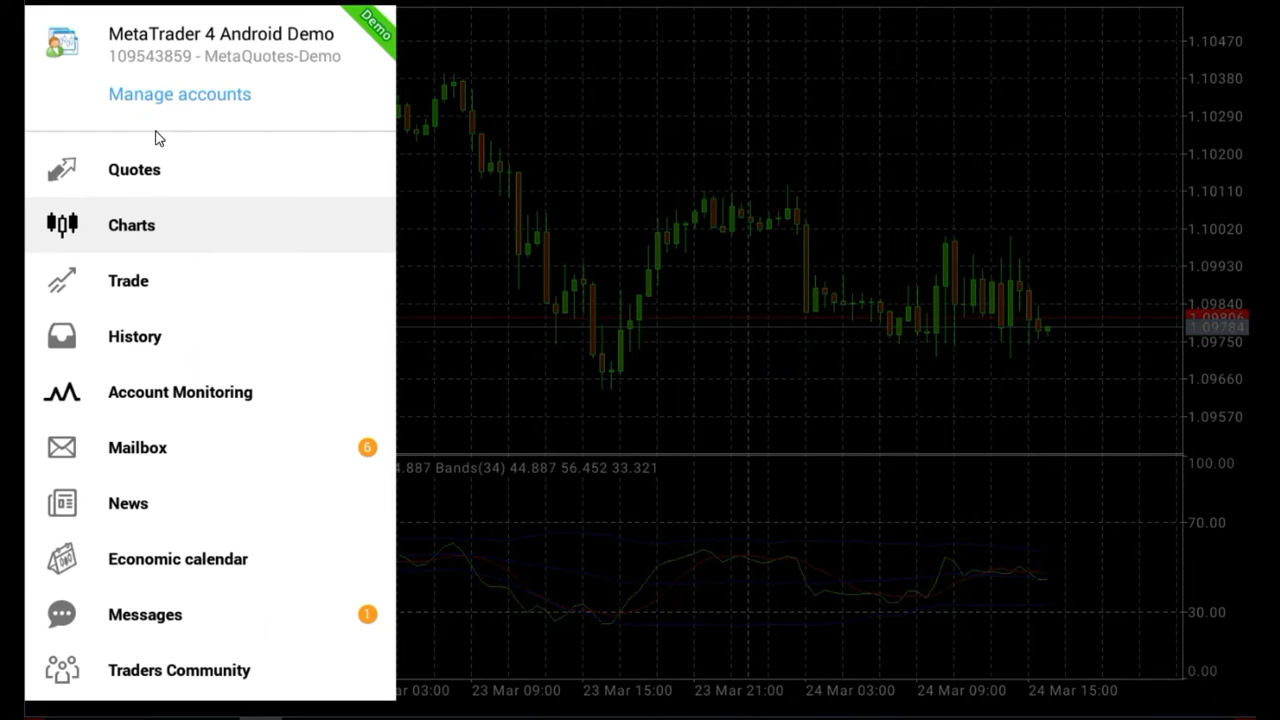 MetaTrader 4 Android Demo
Demo
109543859 - MetaQuotes-Demo
Manage accounts
Quotes
Charts
Trade
History
Account Monitoring
Mailbox 6
News
Economic calendar
Messages 1
Traders Community
1.10470
1.10380
1.10290
1.10200
1.10110
1.10020
1.09930
1.09840
1.09806
1.09784
1.09750
1.09660
1.09570
4.887 Bands(34) 44.887 56.452 33.321
100.00
70.00
30.00
0.00
ar 03:00 23 Mar 09:00 23 Mar 15:00 23 Mar 21:00 24 Mar 03:00 24 Mar 09:00 24 Mar 15:00